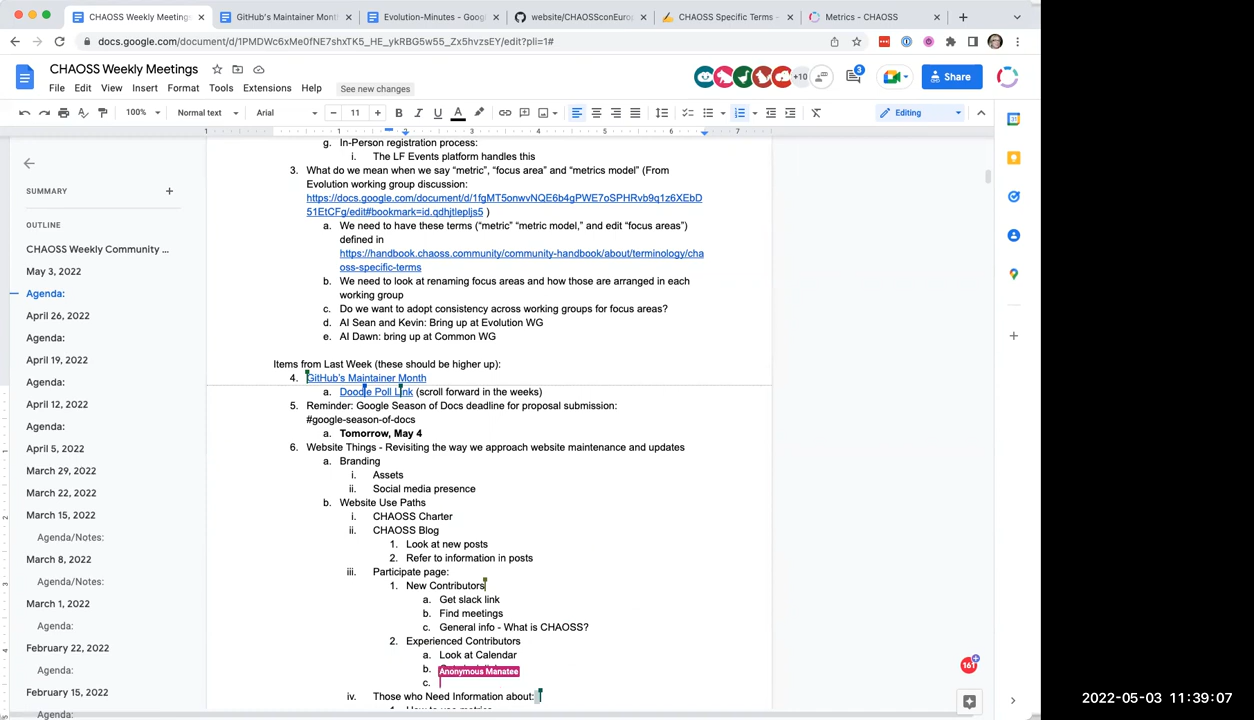 CHAOSS Weekly Meetings
GitHub's Maintainer Mont
Evolution-Minutes - Goog
website/CHAOSSconEuro
CHAOSS Specific Terms -
Metrics - CHAOSS
docs.google.com/document/d/1PMDWc6xMe0fNE7shxTK5_HE_ykRBG5w55_Zx5hvzsEY/edit?pli=1#
CHAOSS Weekly Meetings
File Edit View Insert Format Extensions Tools Help
See new changes
+10
3
Share
100%
Normal text
Arial
11
Editing
1 1 2 3 4 5 6 7
SUMMARY
OUTLINE
CHAOSS Weekly Community ...
May 3, 2022
Agenda:
April 26, 2022
Agenda:
April 19, 2022
Agenda:
April 12, 2022
Agenda:
April 5, 2022
March 29, 2022
March 22, 2022
March 15, 2022
Agenda/Notes:
March 8, 2022
Agenda/Notes:
March 1, 2022
Agenda:
February 22, 2022
Agenda:
February 15, 2022
Agenda:
g. In-Person registration process:
i. The LF Events platform handles this
3. What do we mean when we say “metric”, “focus area” and “metrics model” (From
Evolution working group discussion:
https://docs.google.com/document/d/1fgMT5onwvNQE6b4gPWE7oSPHRvb9q1z6XEbD
51EtCFg/edit#bookmark=id.qdhjtlepljs5 )
a. We need to have these terms (“metric” “metric model,” and edit “focus areas”)
defined in
https://handbook.chaoss.community/community-handbook/about/terminology/cha
oss-specific-terms
b. We need to look at renaming focus areas and how those are arranged in each
working group
c. Do we want to adopt consistency across working groups for focus areas?
d. AI Sean and Kevin: Bring up at Evolution WG
e. AI Dawn: bring up at Common WG
Items from Last Week (these should be higher up):
4. GitHub's Maintainer Month
a. Doodle Poll Link (scroll forward in the weeks)
5. Reminder: Google Season of Docs deadline for proposal submission:
#google-season-of-docs
a. Tomorrow, May 4
6. Website Things - Revisiting the way we approach website maintenance and updates
a. Branding
i. Assets
ii. Social media presence
b. Website Use Paths
i. CHAOSS Charter
ii. CHAOSS Blog
1. Look at new posts
2. Refer to information in posts
iii. Participate page:
1. New Contributors
a. Get slack link
b. Find meetings
c. General info - What is CHAOSS?
2. Experienced Contributors
a. Look at Calendar
b.
Anonymous Manatee
c.
iv. Those who Need Information about:
161
2022-05-03 11:39:07